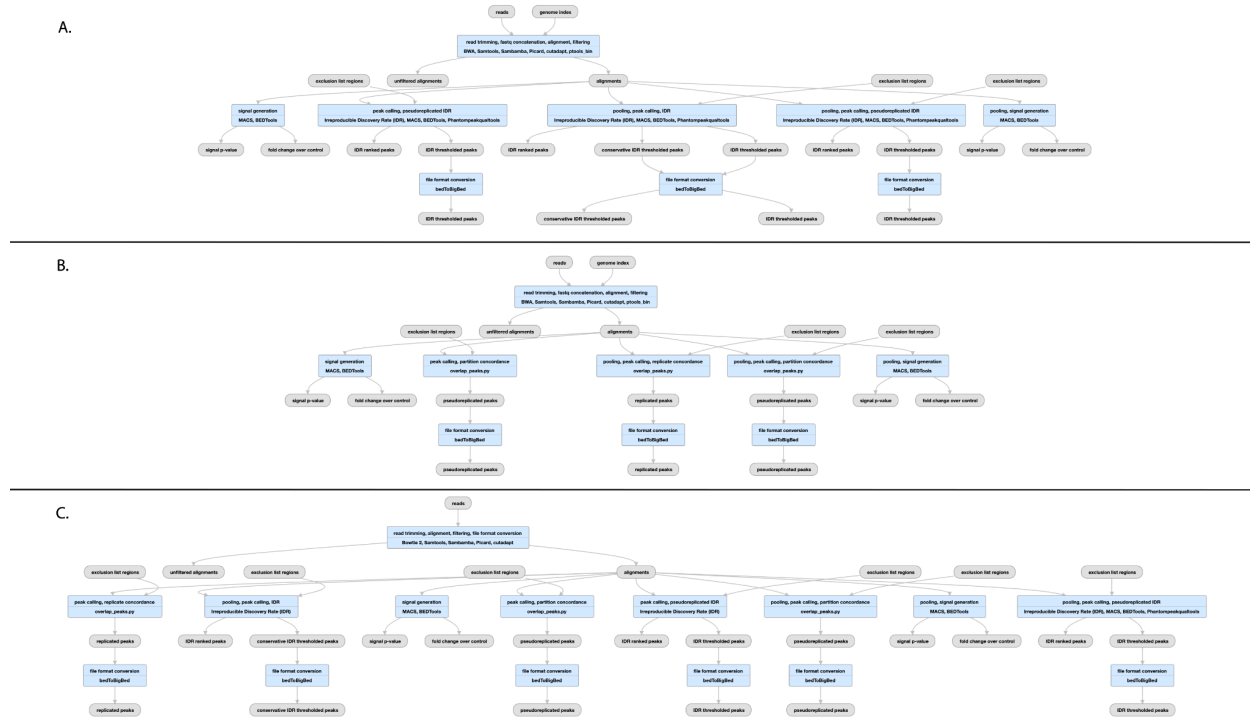 A.
reads
genome index
read trimming, fastq concatenation, alignment, filtering
BWA, Samtools, Sambamba, Picard, cutadapt, ptools_bin
exclusion list regions
unfiltered alignments
alignments
exclusion list regions
exclusion list regions
signal generation
MACS, BEDTools
peak calling, pseudoreplicated IDR
Irreproducible Discovery Rate (IDR), MACS, BEDTools, Phantompeakqualtools
pooling, peak calling, IDR
Irreproducible Discovery Rate (IDR), MACS, BEDTools, Phantompeakqualtools
pooling, peak calling, pseudoreplicated IDR
Irreproducible Discovery Rate (IDR), MACS, BEDTools, Phantompeakqualtools
pooling, signal generation
MACS, BEDTools
signal p-value
fold change over control
IDR ranked peaks
IDR thresholded peaks
IDR ranked peaks
conservative IDR thresholded peaks
IDR thresholded peaks
IDR ranked peaks
IDR thresholded peaks
signal p-value
fold change over control
file format conversion
bedToBigBed
file format conversion
bedToBigBed
file format conversion
bedToBigBed
IDR thresholded peaks
conservative IDR thresholded peaks
IDR thresholded peaks
IDR thresholded peaks
B.
reads
genome index
read trimming, fastq concatenation, alignment, filtering
BWA, Samtools, Sambamba, Picard, cutadapt, ptools_bin
exclusion list regions
unfiltered alignments
alignments
exclusion list regions
exclusion list regions
signal generation
MACS, BEDTools
peak calling, partition concordance
overlap_peaks.py
pooling, peak calling, replicate concordance
overlap_peaks.py
pooling, peak calling, partition concordance
overlap_peaks.py
pooling, signal generation
MACS, BEDTools
signal p-value
fold change over control
pseudoreplicated peaks
replicated peaks
pseudoreplicated peaks
signal p-value
fold change over control
file format conversion
bedToBigBed
file format conversion
bedToBigBed
file format conversion
bedToBigBed
pseudoreplicated peaks
replicated peaks
pseudoreplicated peaks
C.
reads
read trimming, alignment, filtering, file format conversion
Bowtie 2, Samtools, Sambamba, Picard, cutadapt
exclusion list regions
unfiltered alignments
exclusion list regions
exclusion list regions
alignments
exclusion list regions
exclusion list regions
exclusion list regions
peak calling, replicate concordance
overlap_peaks.py
pooling, peak calling, IDR
Irreproducible Discovery Rate (IDR)
signal generation
MACS, BEDTools
peak calling, partition concordance
overlap_peaks.py
peak calling, pseudoreplicated IDR
Irreproducible Discovery Rate (IDR)
pooling, peak calling, partition concordance
overlap_peaks.py
pooling, signal generation
MACS, BEDTools
pooling, peak calling, pseudoreplicated IDR
Irreproducible Discovery Rate (IDR), MACS, BEDTools, Phantompeakqualtools
replicated peaks
IDR ranked peaks
conservative IDR thresholded peaks
signal p-value
fold change over control
pseudoreplicated peaks
IDR ranked peaks
IDR thresholded peaks
pseudoreplicated peaks
signal p-value
fold change over control
IDR ranked peaks
IDR thresholded peaks
file format conversion
bedToBigBed
file format conversion
bedToBigBed
file format conversion
bedToBigBed
file format conversion
bedToBigBed
file format conversion
bedToBigBed
file format conversion
bedToBigBed
replicated peaks
conservative IDR thresholded peaks
pseudoreplicated peaks
IDR thresholded peaks
pseudoreplicated peaks
IDR thresholded peaks